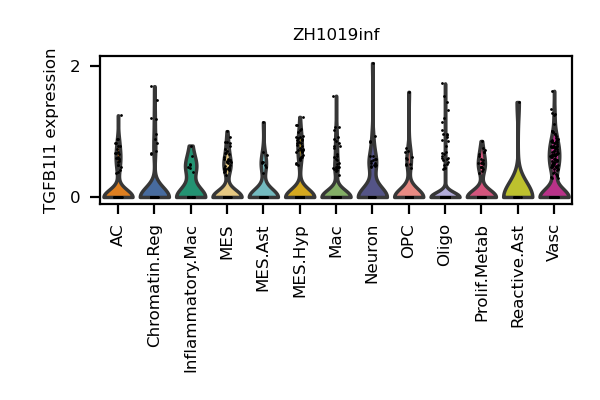 ZH1019inf
TGFB1I1 expression
2
0
AC
Chromatin.Reg
Inflammatory.Mac
MES
MES.Ast
MES.Hyp
Mac
Neuron
OPC
Oligo
Prolif.Metab
Reactive.Ast
Vasc